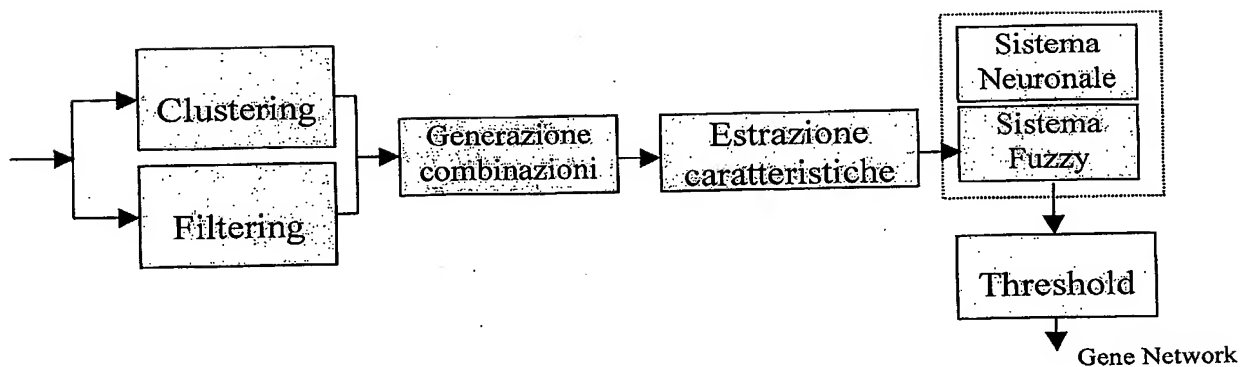 Clustering
Filtering
Generazione
combinazioni
Estrazione
caratteristiche
Sistema
Neuronale
Sistema
Fuzzy
Threshold
Gene Network